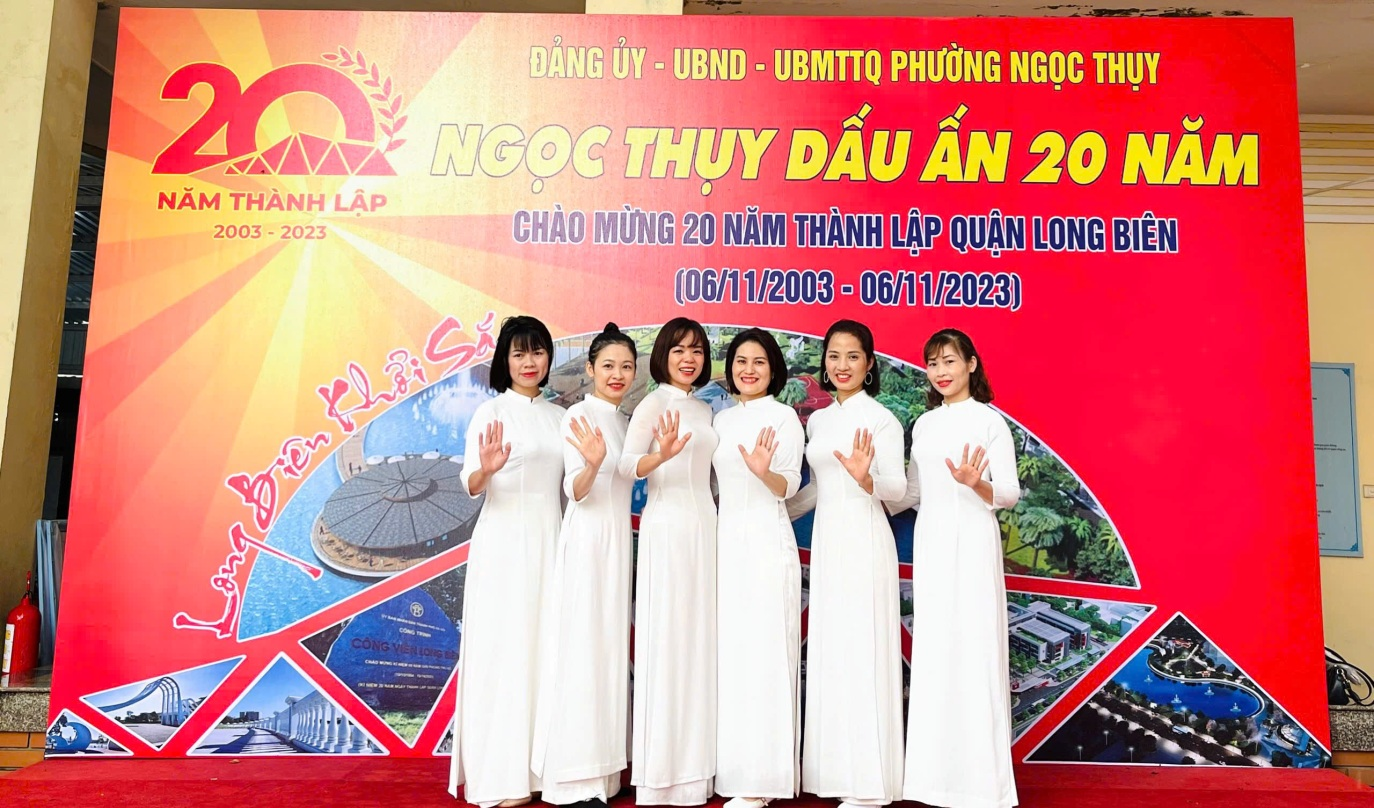 20
NĂM THÀNH LẬP
2003 - 2023
ĐẢNG ỦY - UBND - UBMTTQ PHƯỜNG NGỌC THỤY
NGỌC THỤY DẤU ẤN 20 NĂM
CHÀO MỪNG 20 NĂM THÀNH LẬP QUẬN LONG BIÊN
(06/11/2003 - 06/11/2023)
Long Biên Khởi Sắ
CÔNG TRÌNH
CÔNG VIÊN LONG BIÊN